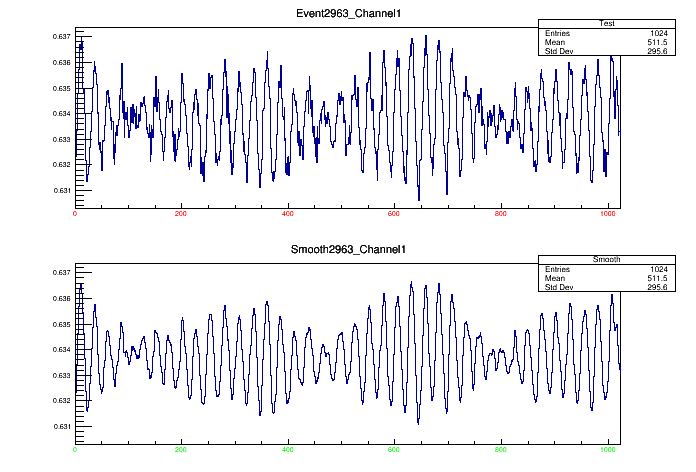 Event2963_Channel1
Test
Entries 1024
Mean 511.5
Std Dev 295.6
0.637
0.636
0.635
0.634
0.633
0.632
0.631
0 200 400 600 800 1000
Smooth2963_Channel1
Smooth
Entries 1024
Mean 511.5
Std Dev 295.6
0.637
0.636
0.635
0.634
0.633
0.632
0.631
0 200 400 600 800 1000